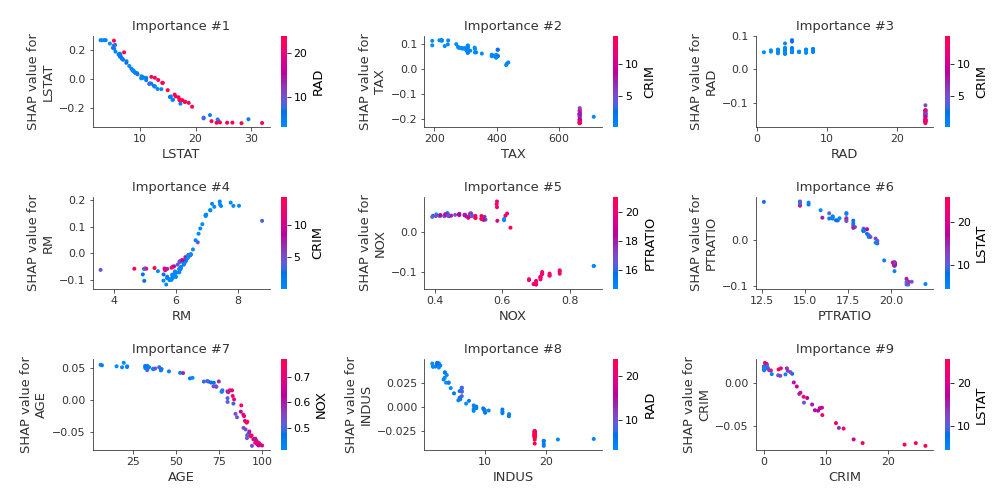 Importance #1
SHAP value for
LSTAT
0.2
0.0
−0.2
10
20
30
LSTAT
20
10
RAD
Importance #2
SHAP value for
TAX
0.1
0.0
−0.1
−0.2
200
400
600
TAX
10
5
CRIM
Importance #3
SHAP value for
RAD
0.1
0.0
−0.1
0
10
20
RAD
10
5
CRIM
Importance #4
SHAP value for
RM
0.2
0.1
0.0
−0.1
4
6
8
RM
10
5
CRIM
Importance #5
SHAP value for
NOX
0.0
−0.1
0.4
0.6
0.8
NOX
20
18
16
PTRATIO
Importance #6
SHAP value for
PTRATIO
0.0
−0.1
12.5
15.0
17.5
20.0
PTRATIO
20
10
LSTAT
Importance #7
SHAP value for
AGE
0.05
0.00
−0.05
25
50
75
100
AGE
0.7
0.6
0.5
NOX
Importance #8
SHAP value for
INDUS
0.025
0.000
−0.025
10
20
INDUS
20
10
RAD
Importance #9
SHAP value for
CRIM
0.00
−0.05
0
10
20
CRIM
20
10
LSTAT